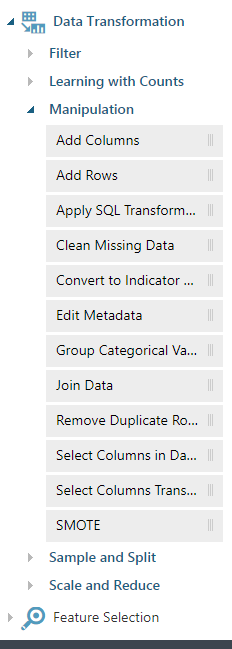 Data Transformation
Filter
Learning with Counts
Manipulation
Add Columns
Add Rows
Apply SQL Transform...
Clean Missing Data
Convert to Indicator ...
Edit Metadata
Group Categorical Va...
Join Data
Remove Duplicate Ro...
Select Columns in Da...
Select Columns Trans...
SMOTE
Sample and Split
Scale and Reduce
Feature Selection